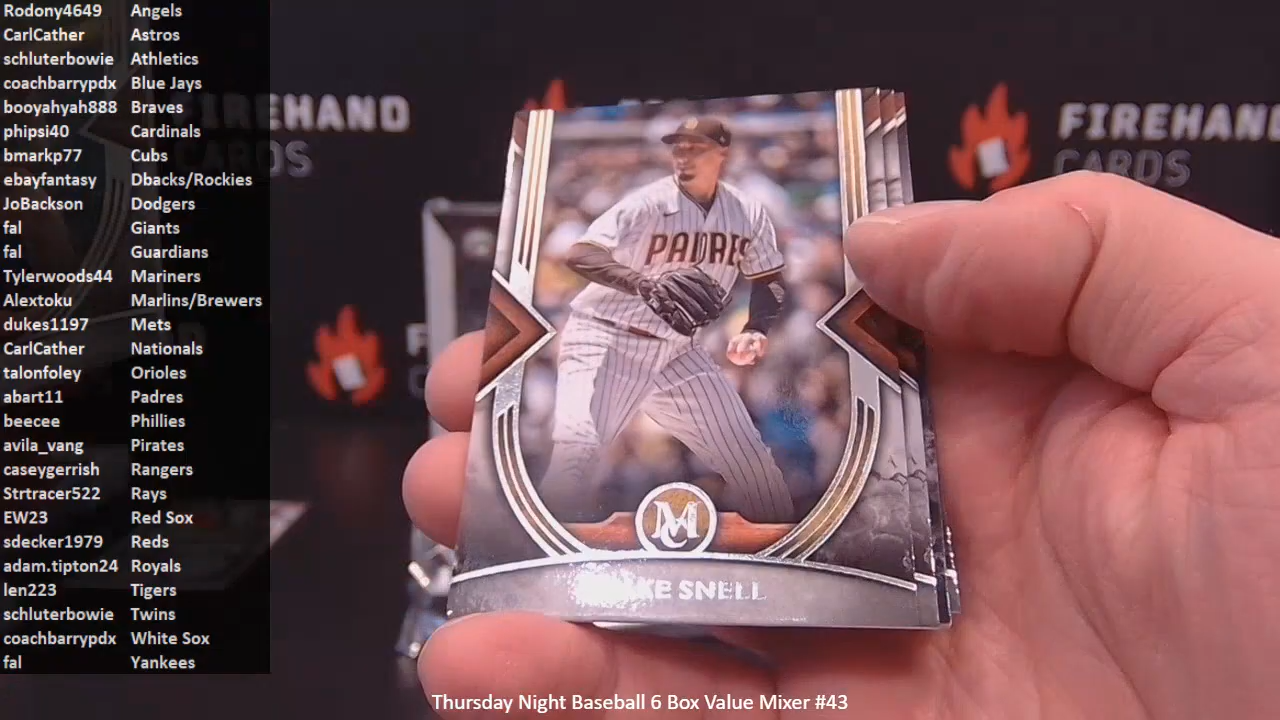 Rodony4649 Angels
CarlCather Astros
schluterbowie Athletics
coachbarrypdx Blue Jays
booyahyah888 Braves
phipsi40 Cardinals
bmarkp77 Cubs
ebayfantasy Dbacks/Rockies
JoBackson Dodgers
fal Giants
fal Guardians
Tylerwoods44 Mariners
Alextoku Marlins/Brewers
dukes1197 Mets
CarlCather Nationals
talonfoley Orioles
abart11 Padres
beecee Phillies
avila_vang Pirates
caseygerrish Rangers
Strtracer522 Rays
EW23 Red Sox
sdecker1979 Reds
adam.tipton24 Royals
len223 Tigers
schluterbowie Twins
coachbarrypdx White Sox
fal Yankees
FIREHAND
CARDS
PADRES
MC
SNELL
Thursday Night Baseball 6 Box Value Mixer #43